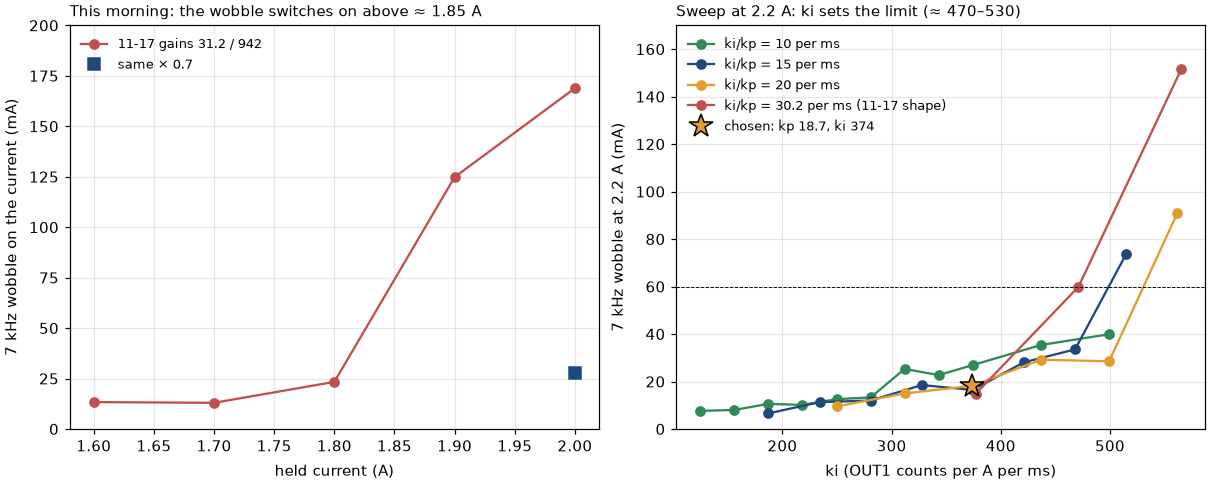 This morning: the wobble switches on above ≈ 1.85 A
200
175
150
125
100
75
50
25
0
7 kHz wobble on the current (mA)
11-17 gains 31.2 / 942
same × 0.7
1.60 1.65 1.70 1.75 1.80 1.85 1.90 1.95 2.00
held current (A)
Sweep at 2.2 A: ki sets the limit (≈ 470–530)
160
140
120
100
80
60
40
20
0
7 kHz wobble at 2.2 A (mA)
ki/kp = 10 per ms
ki/kp = 15 per ms
ki/kp = 20 per ms
ki/kp = 30.2 per ms (11-17 shape)
chosen: kp 18.7, ki 374
200 300 400 500
ki (OUT1 counts per A per ms)